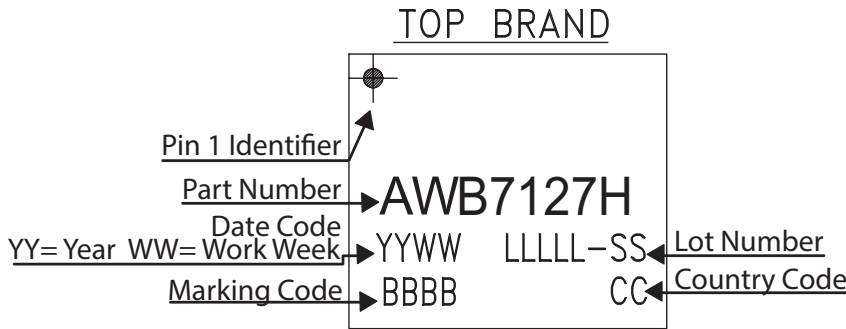 TOP BRAND
Pin 1 Identifier
Part Number AWB7127H
Date Code
YY= Year WW= Work Week YYWW LLLLL-SS Lot Number
Marking Code BBBB CC Country Code